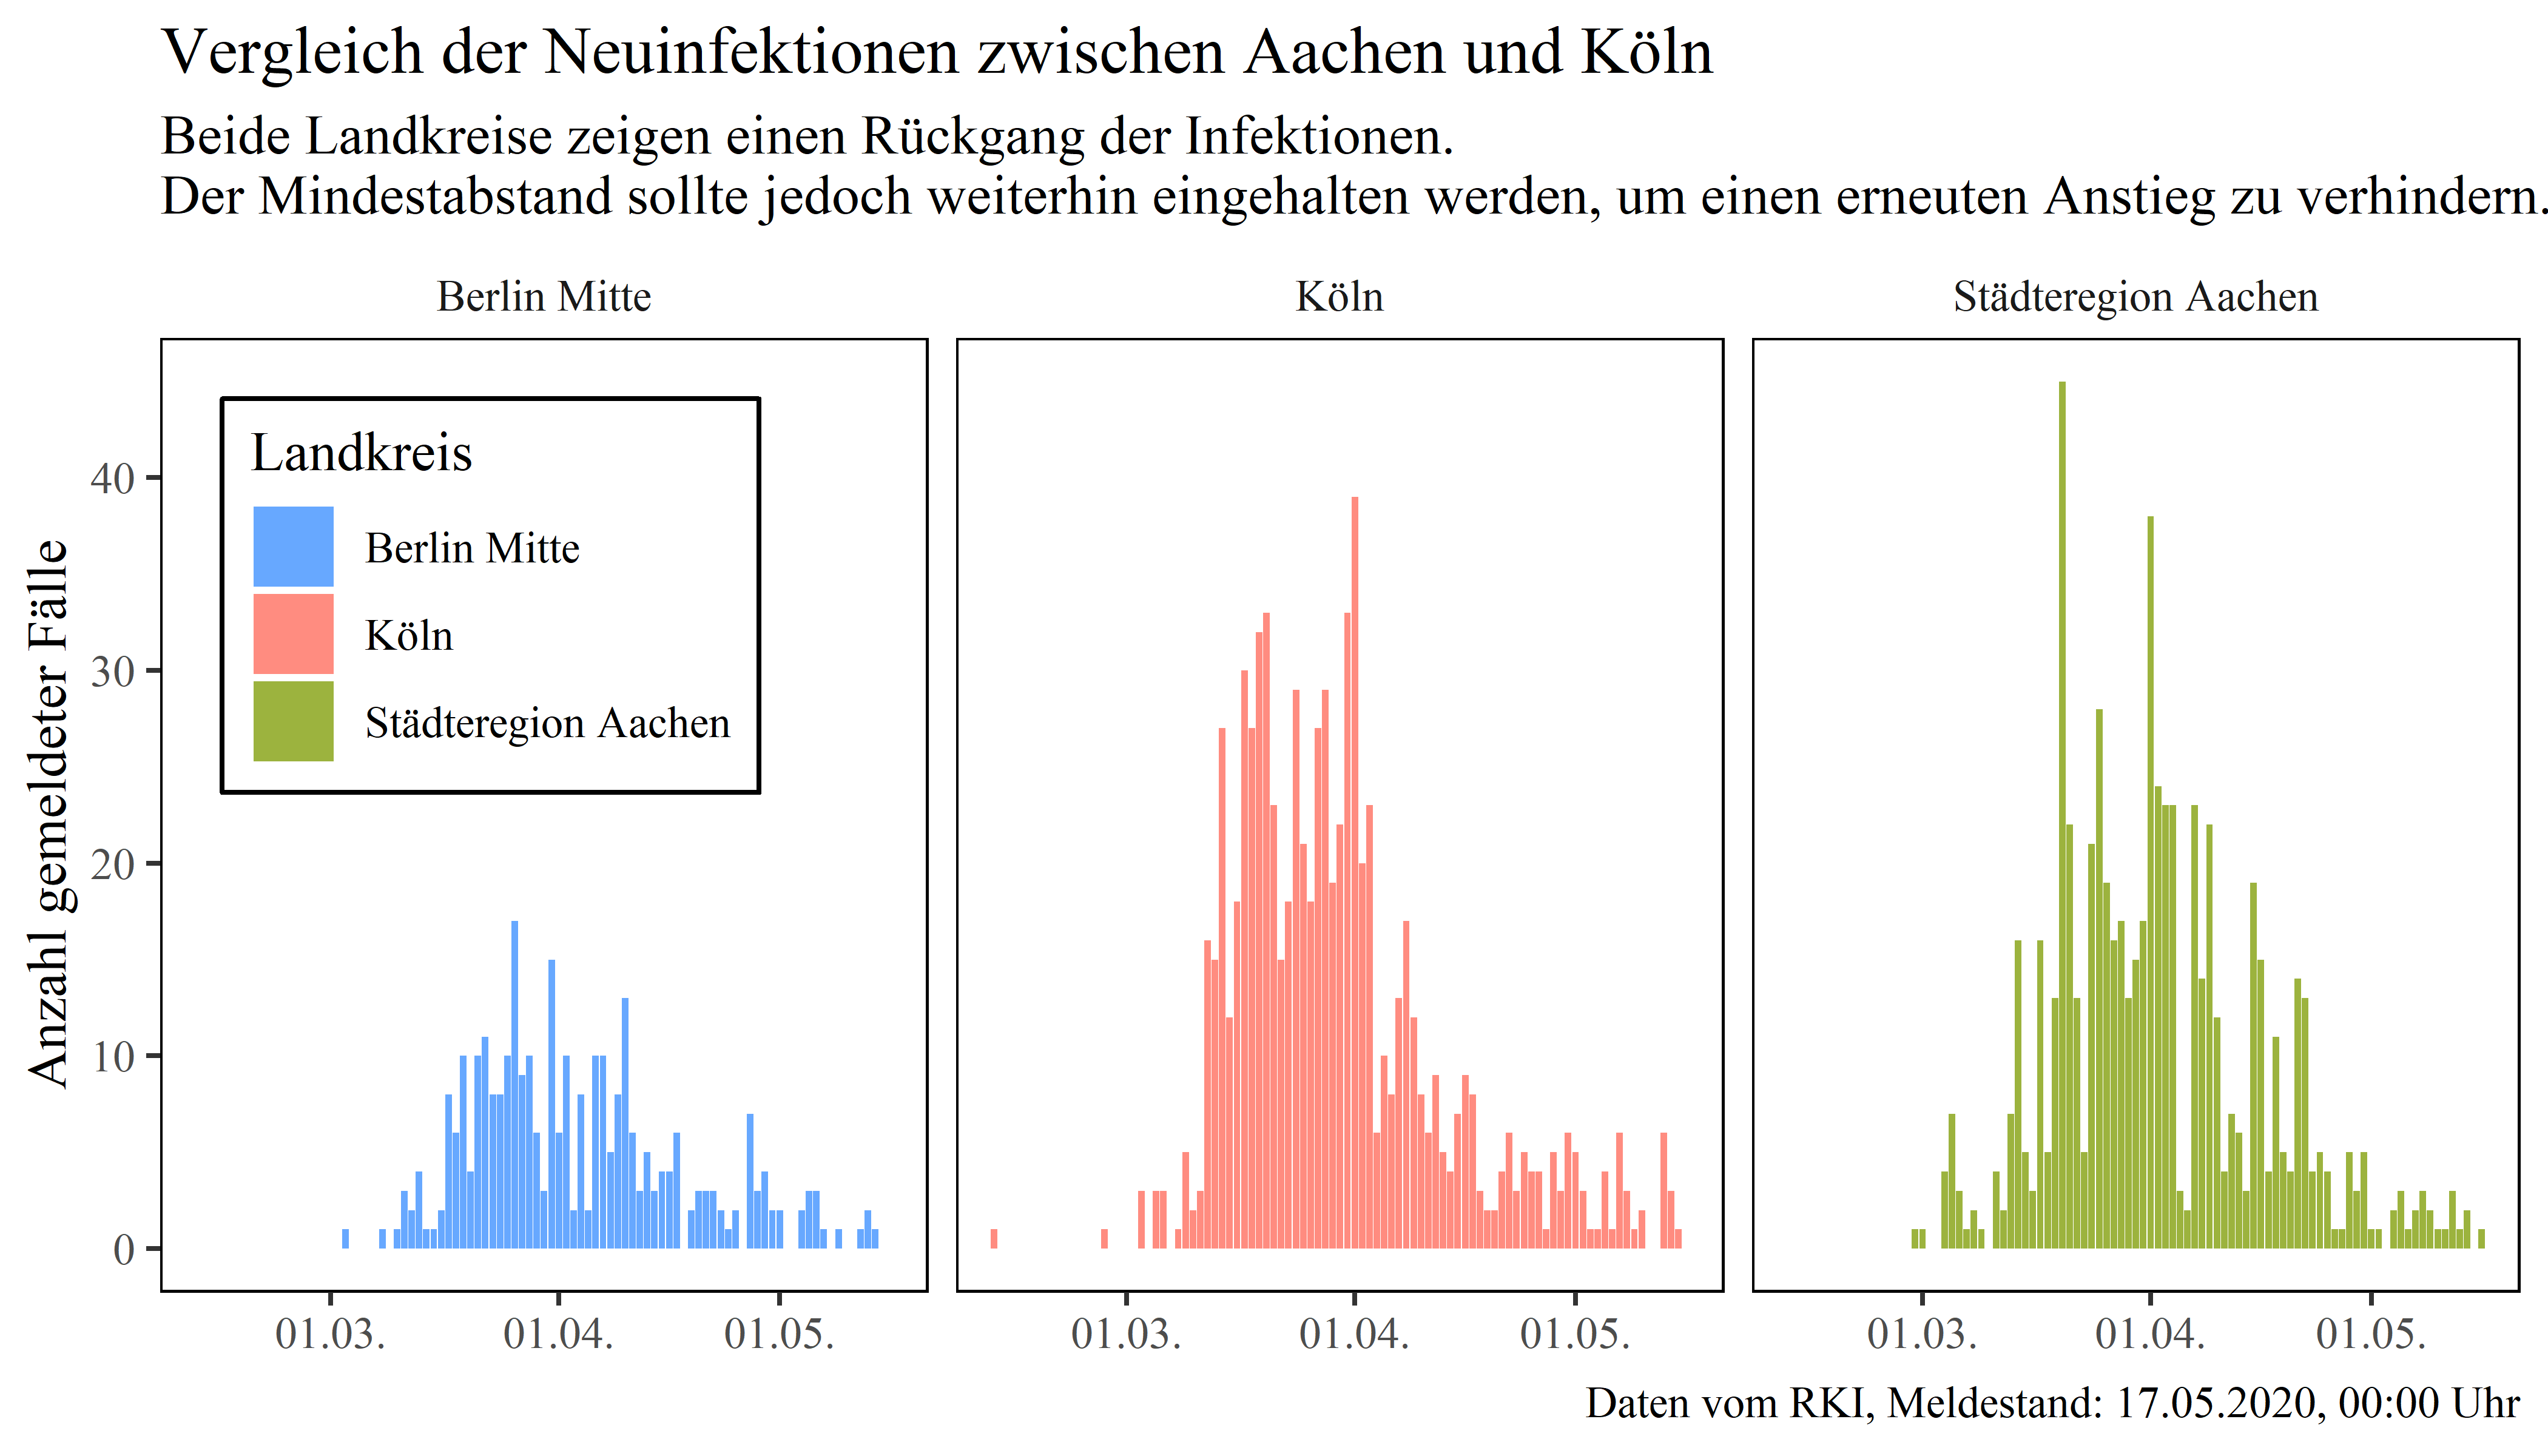 Vergleich der Neuinfektionen zwischen Aachen und Köln
Beide Landkreise zeigen einen Rückgang der Infektionen.
Der Mindestabstand sollte jedoch weiterhin eingehalten werden, um einen erneuten Anstieg zu verhindern.
Berlin Mitte
Köln
Städteregion Aachen
Anzahl gemeldeter Fälle
40
30
20
10
0
Landkreis
Berlin Mitte
Köln
Städteregion Aachen
01.03. 01.04. 01.05.
01.03. 01.04. 01.05.
01.03. 01.04. 01.05.
Daten vom RKI, Meldestand: 17.05.2020, 00:00 Uhr